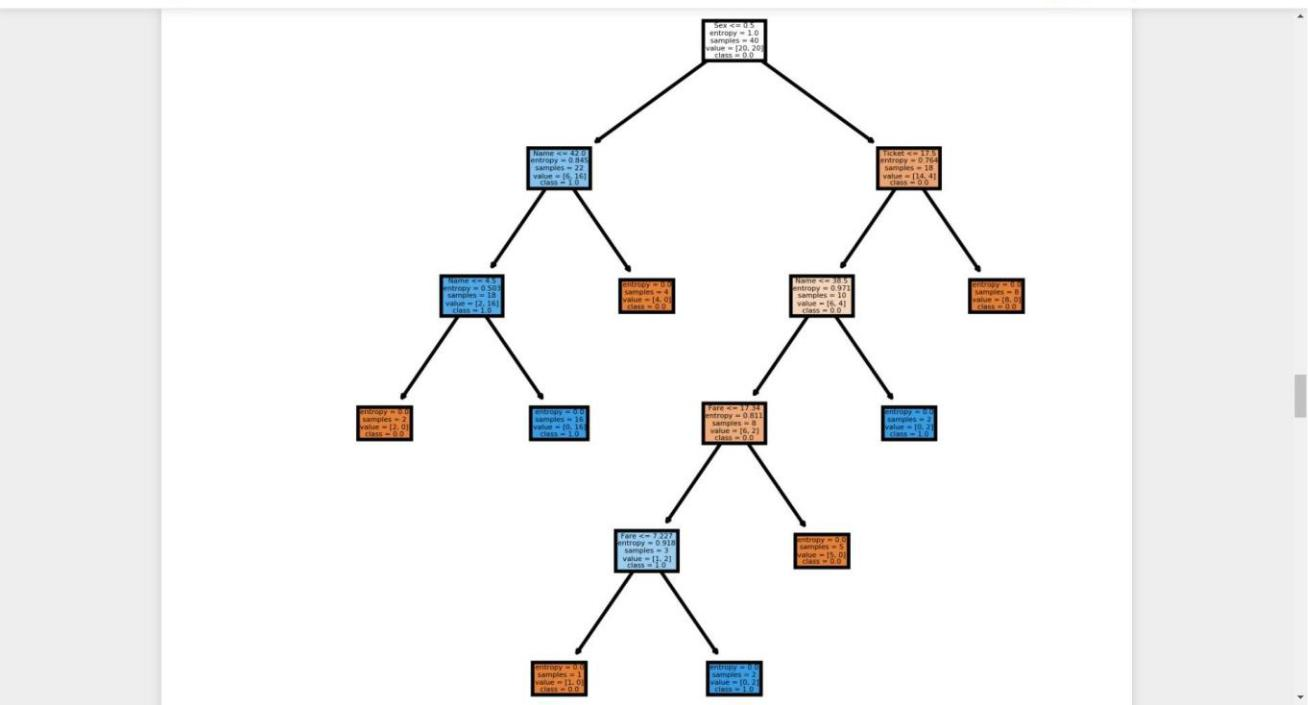 Sex <= 0.5
entropy = 1.0
samples = 40
value = [20, 20]
class = 0.0
Name <= 42.0
entropy = 0.845
samples = 22
value = [6, 16]
class = 1.0
Ticket <= 17.5
entropy = 0.764
samples = 18
value = [14, 4]
class = 0.0
Name <= 4.5
entropy = 0.503
samples = 18
value = [2, 16]
class = 1.0
entropy = 0.0
samples = 4
value = [4, 0]
class = 0.0
Name <= 38.5
entropy = 0.971
samples = 10
value = [6, 4]
class = 0.0
entropy = 0.0
samples = 8
value = [8, 0]
class = 0.0
entropy = 0.0
samples = 2
value = [2, 0]
class = 0.0
entropy = 0.0
samples = 16
value = [0, 16]
class = 1.0
Fare <= 17.34
entropy = 0.811
samples = 8
value = [6, 2]
class = 0.0
entropy = 0.0
samples = 2
value = [0, 2]
class = 1.0
Fare <= 7.227
entropy = 0.918
samples = 3
value = [1, 2]
class = 1.0
entropy = 0.0
samples = 5
value = [5, 0]
class = 0.0
entropy = 0.0
samples = 1
value = [1, 0]
class = 0.0
entropy = 0.0
samples = 2
value = [0, 2]
class = 1.0